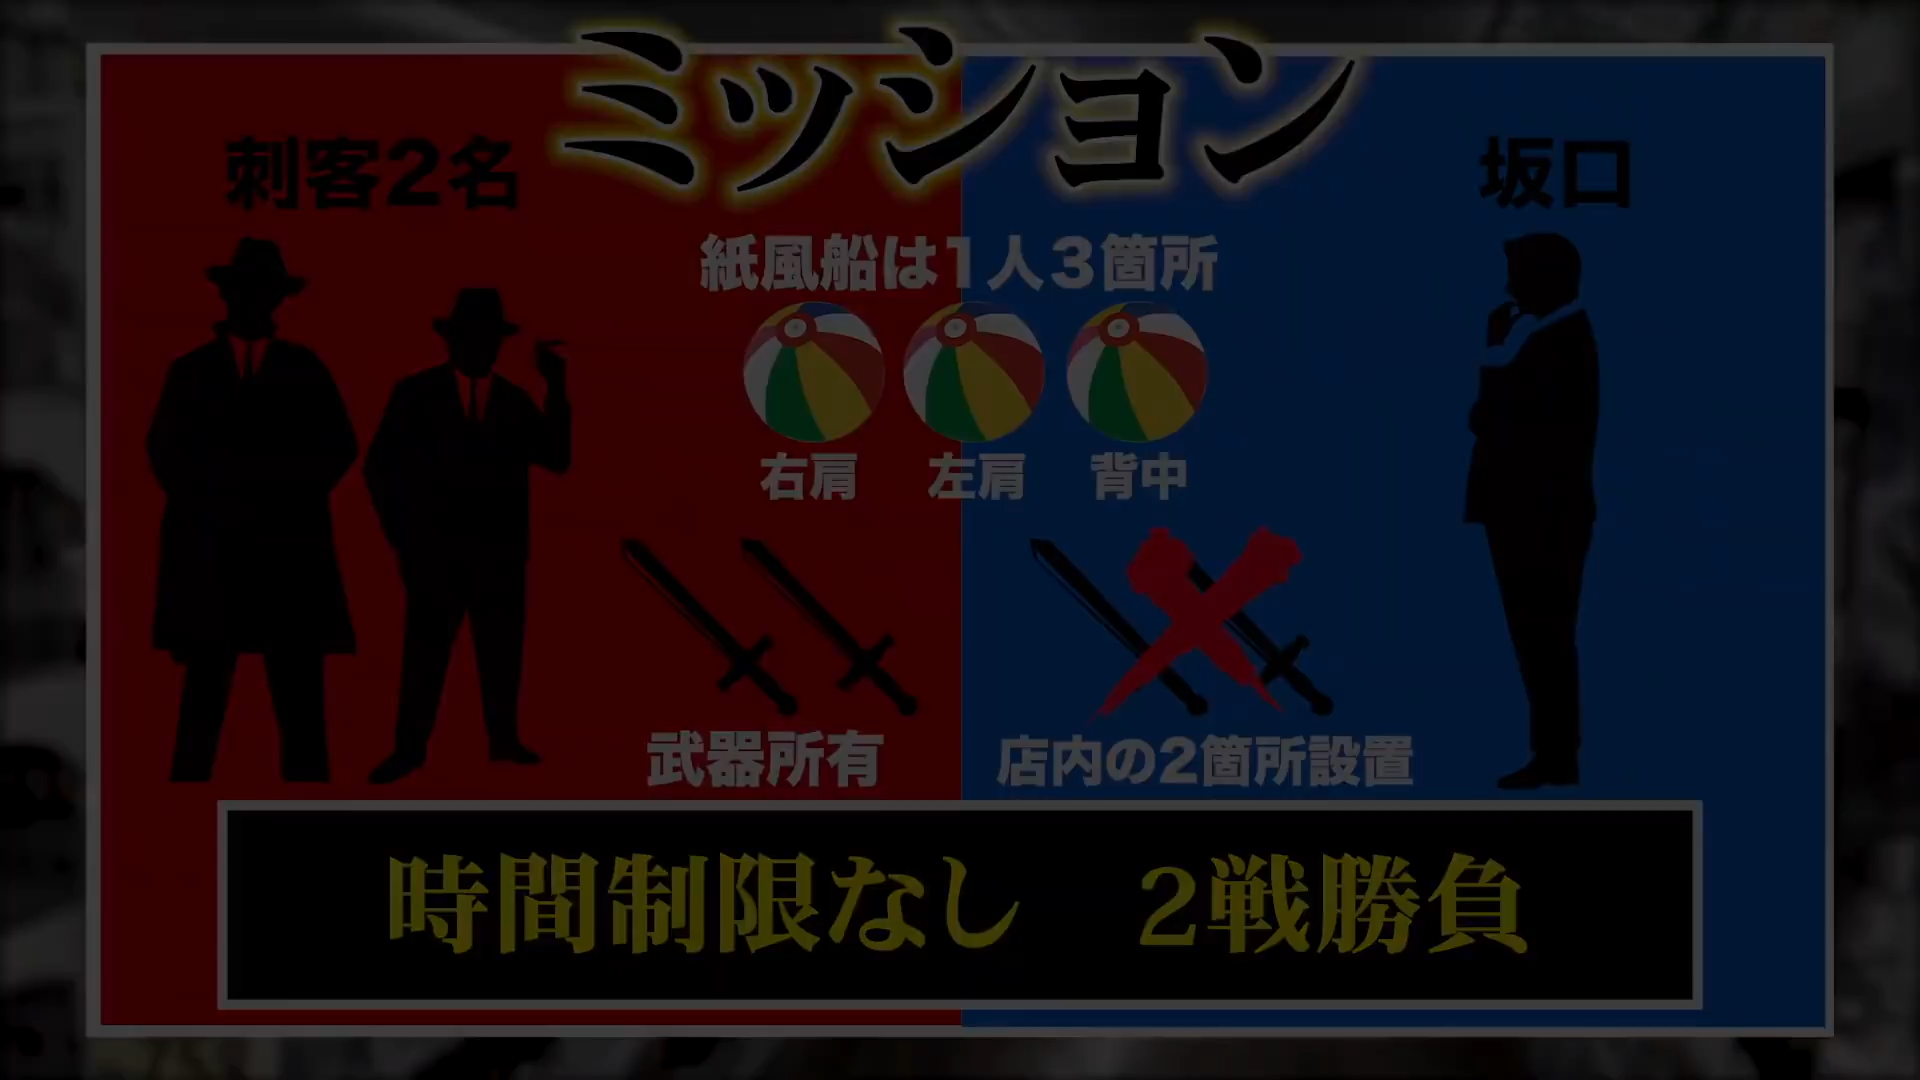 ミッション
刺客2名
坂口
紙風船は1人3箇所
右肩 左肩 背中
武器所有
店内の2箇所設置
時間制限なし 2戦勝負